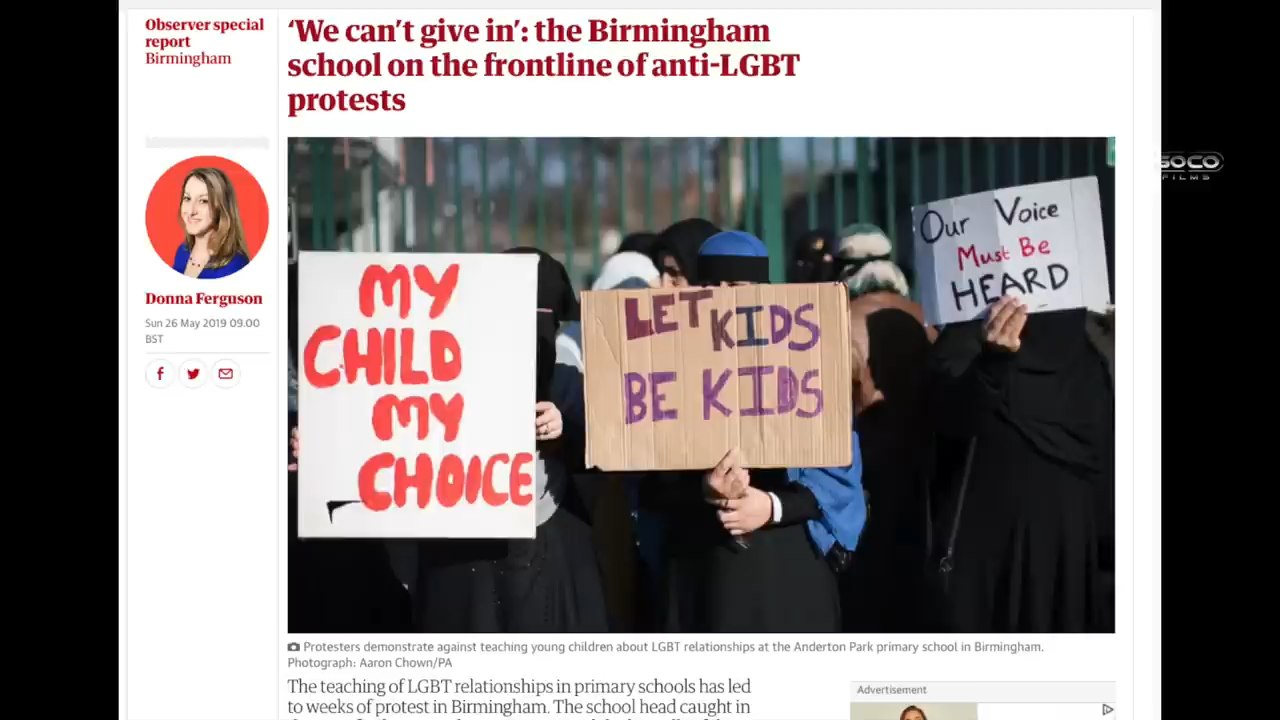 Observer special
report
Birmingham
‘We can’t give in’: the Birmingham
school on the frontline of anti-LGBT
protests
Donna Ferguson
Sun 26 May 2019 09.00
BST
MY
CHILD
MY
CHOICE
LET KIDS
BE KIDS
Our Voice
Must Be
HEARD
SOCO
FILMS
Protesters demonstrate against teaching young children about LGBT relationships at the Anderton Park primary school in Birmingham.
Photograph: Aaron Chown/PA
The teaching of LGBT relationships in primary schools has led
to weeks of protest in Birmingham. The school head caught in
Advertisement